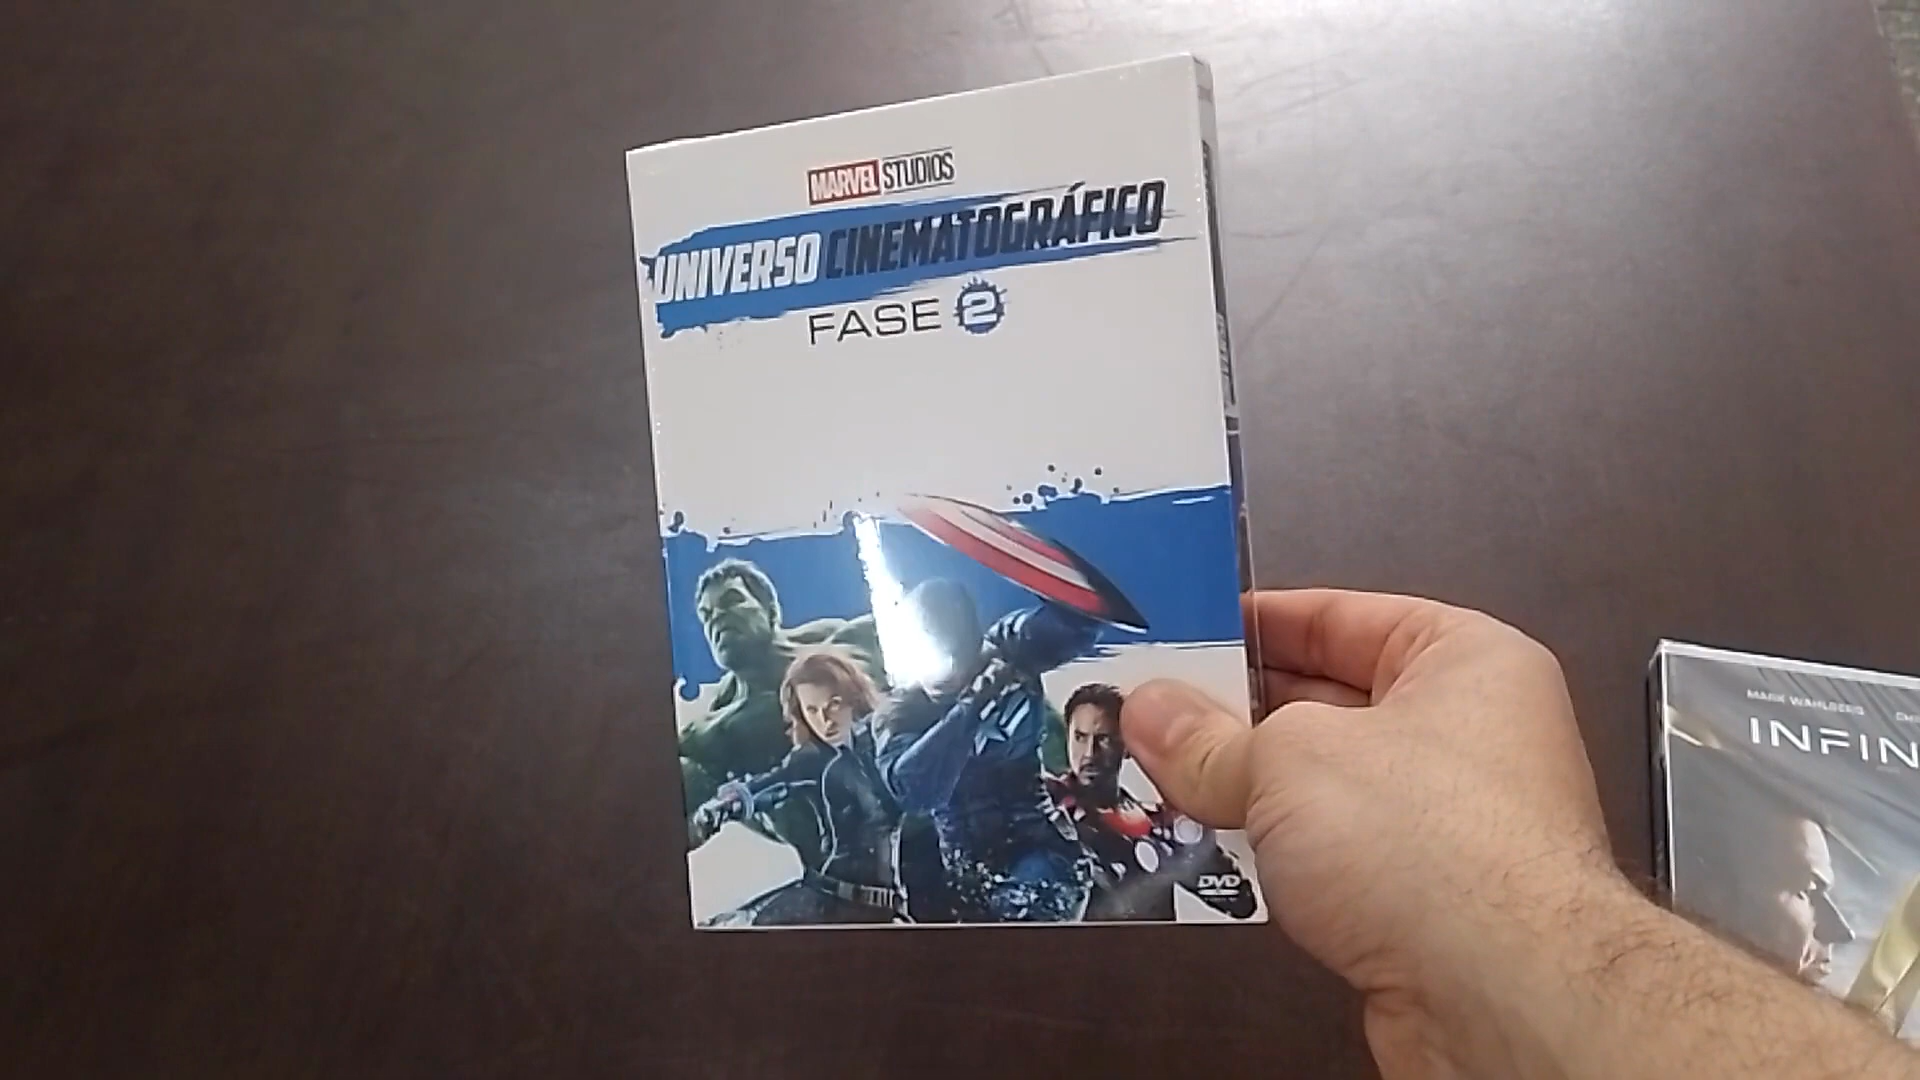 MARVEL STUDIOS
UNIVERSO CINEMATOGRÁFICO
FASE 2
DVD
MARK WAHLBERG
INFIN